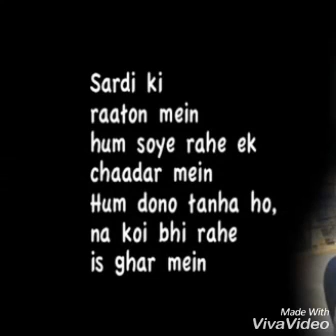 Sardi ki
raaton mein
hum soye rahe ek
chaadar mein
Hum dono tanha ho,
na koi bhi rahe
is ghar mein
Made With
VivaVideo